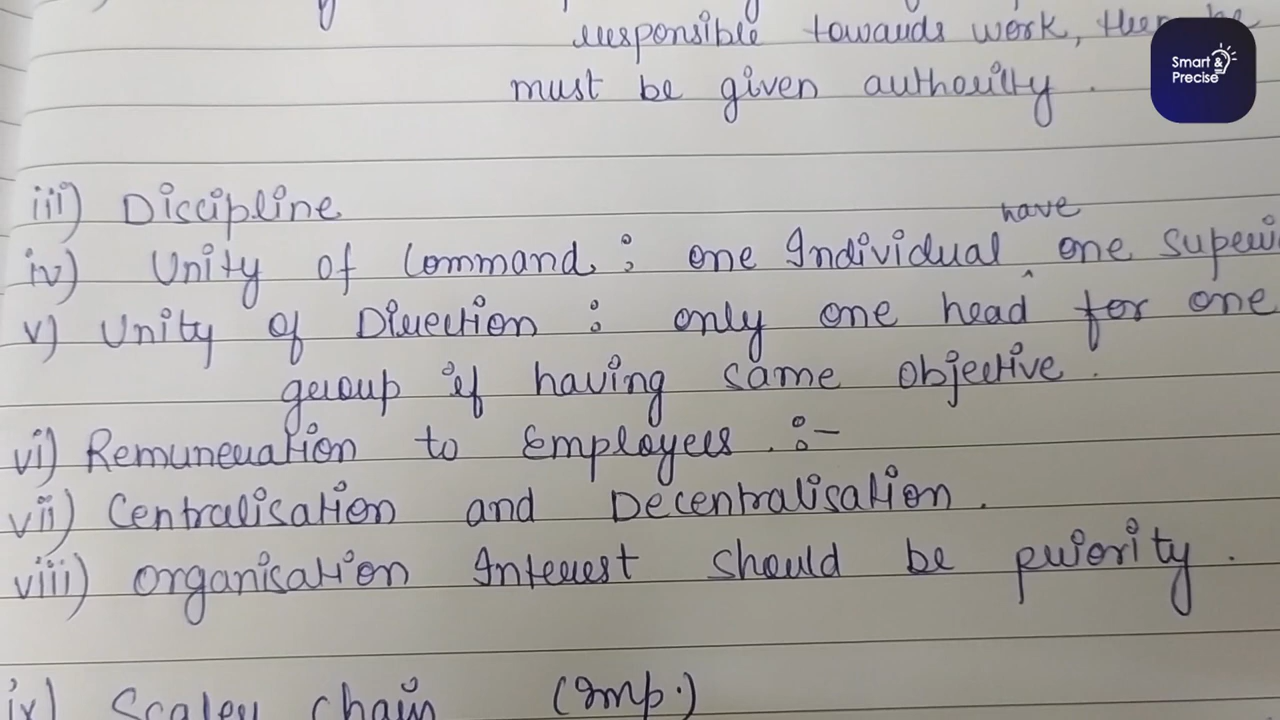 responsible towards work, then he
must be given authority.
Smart &
Precise
iii) Discipline
have
iv) Unity of Command : one Individual ^ one
v) Unity of Direction : only one head for one
group if having same objective.
vi) Remuneration to Employees. :-
vii) Centralisation and Decentralisation.
viii) Organisation Interest should be priority.
ix) Scaler chain (Imp.)